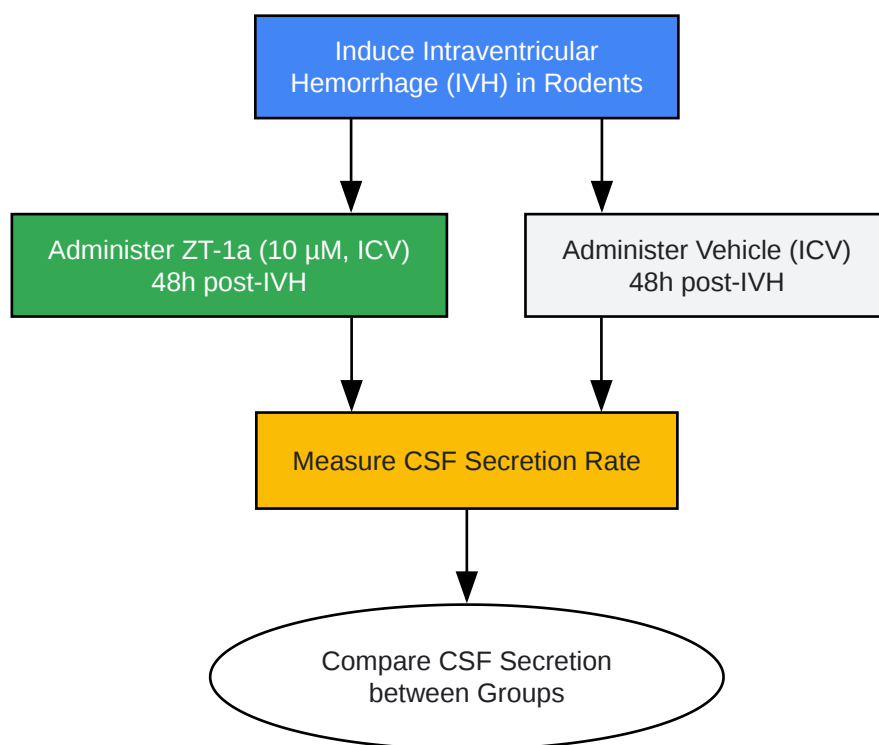 Induce Intraventricular
Hemorrhage (IVH) in Rodents
Administer ZT-1a (10 µM, ICV)
48h post-IVH
Administer Vehicle (ICV)
48h post-IVH
Measure CSF Secretion Rate
Compare CSF Secretion
between Groups